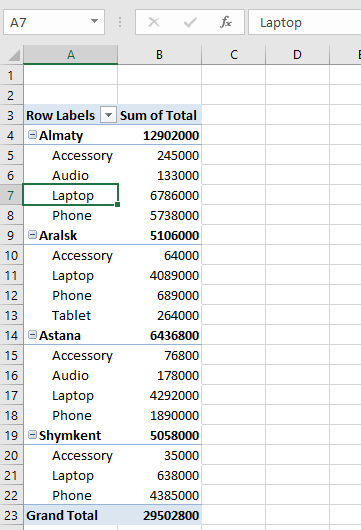 A7 fx Laptop
A B C D
1
2
3 Row Labels Sum of Total
4 Almaty 12902000
5 Accessory 245000
6 Audio 133000
7 Laptop 6786000
8 Phone 5738000
9 Aralsk 5106000
10 Accessory 64000
11 Laptop 4089000
12 Phone 689000
13 Tablet 264000
14 Astana 6436800
15 Accessory 76800
16 Audio 178000
17 Laptop 4292000
18 Phone 1890000
19 Shymkent 5058000
20 Accessory 35000
21 Laptop 638000
22 Phone 4385000
23 Grand Total 29502800